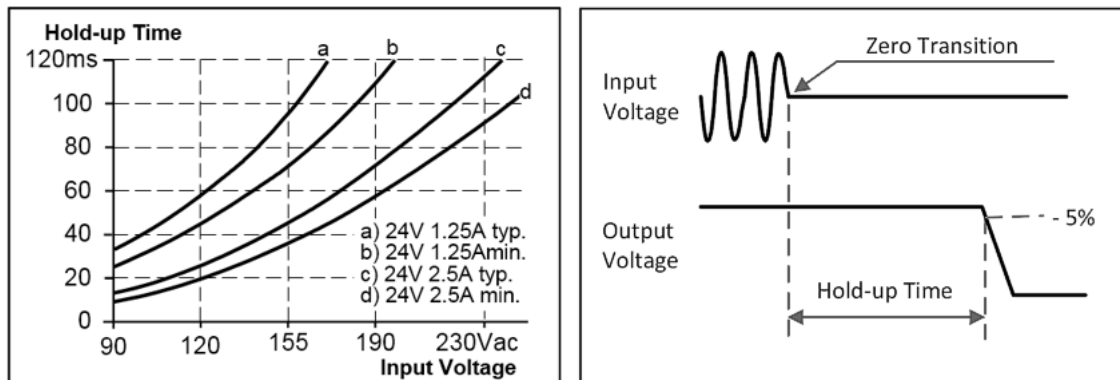 Hold-up Time
120ms
100
80
60
40
20
0
90 120 155 190 230Vac
Input Voltage
a b c d
a) 24V 1.25A typ.
b) 24V 1.25Amin.
c) 24V 2.5A typ.
d) 24V 2.5A min.
Zero Transition
Input
Voltage
Output
Voltage
- 5%
Hold-up Time